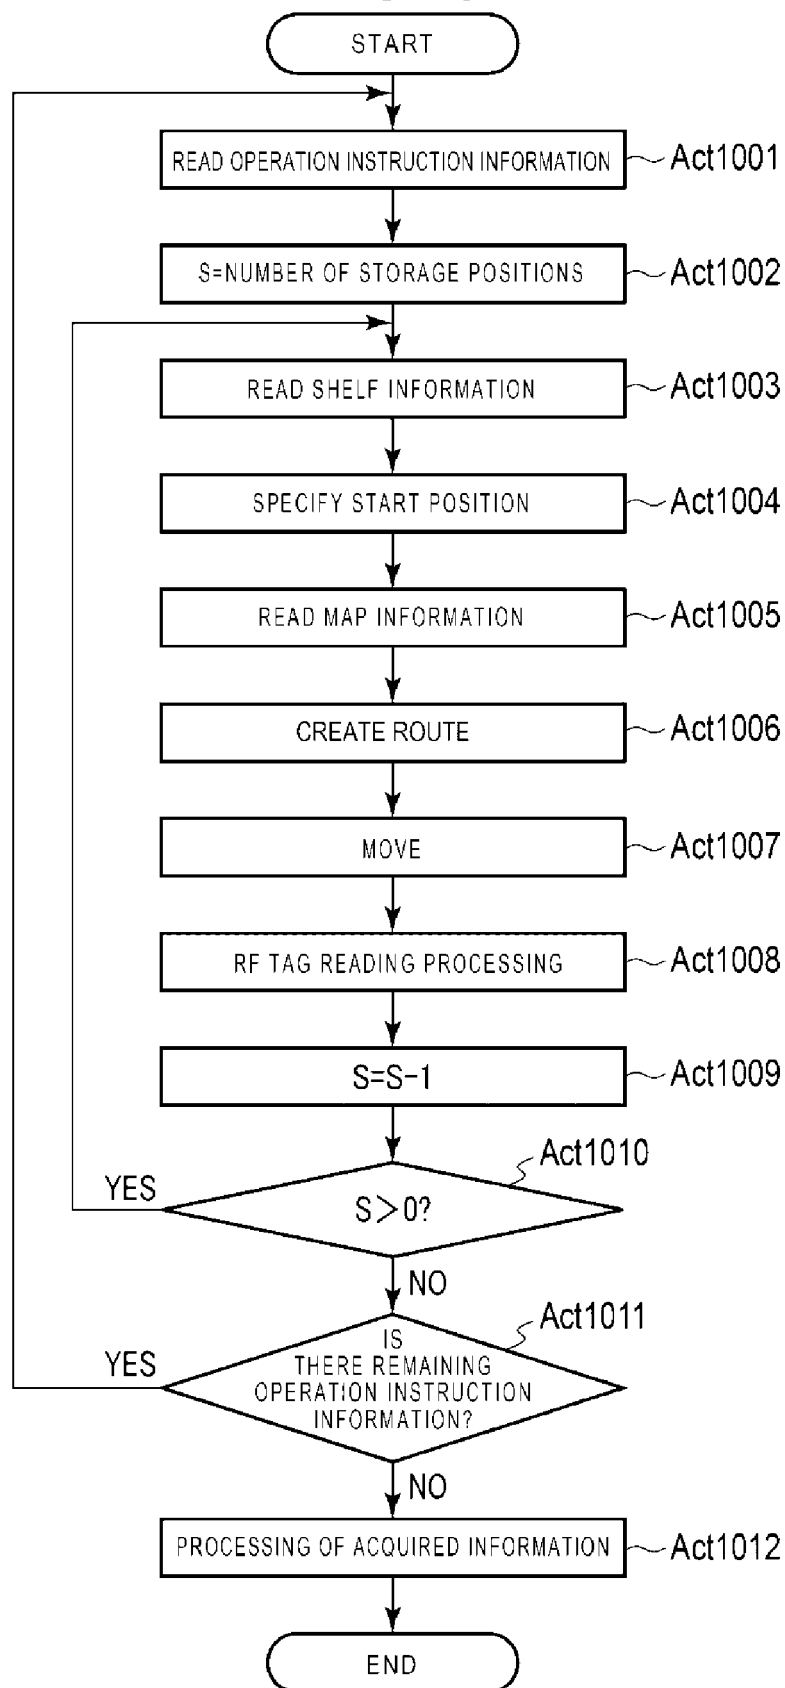 START
READ OPERATION INSTRUCTION INFORMATION
Act1001
S=NUMBER OF STORAGE POSITIONS
Act1002
READ SHELF INFORMATION
Act1003
SPECIFY START POSITION
Act1004
READ MAP INFORMATION
Act1005
CREATE ROUTE
Act1006
MOVE
Act1007
RF TAG READING PROCESSING
Act1008
S=S-1
Act1009
Act1010
YES
S>0?
NO
Act1011
YES
IS
THERE REMAINING
OPERATION INSTRUCTION
INFORMATION?
NO
PROCESSING OF ACQUIRED INFORMATION
Act1012
END